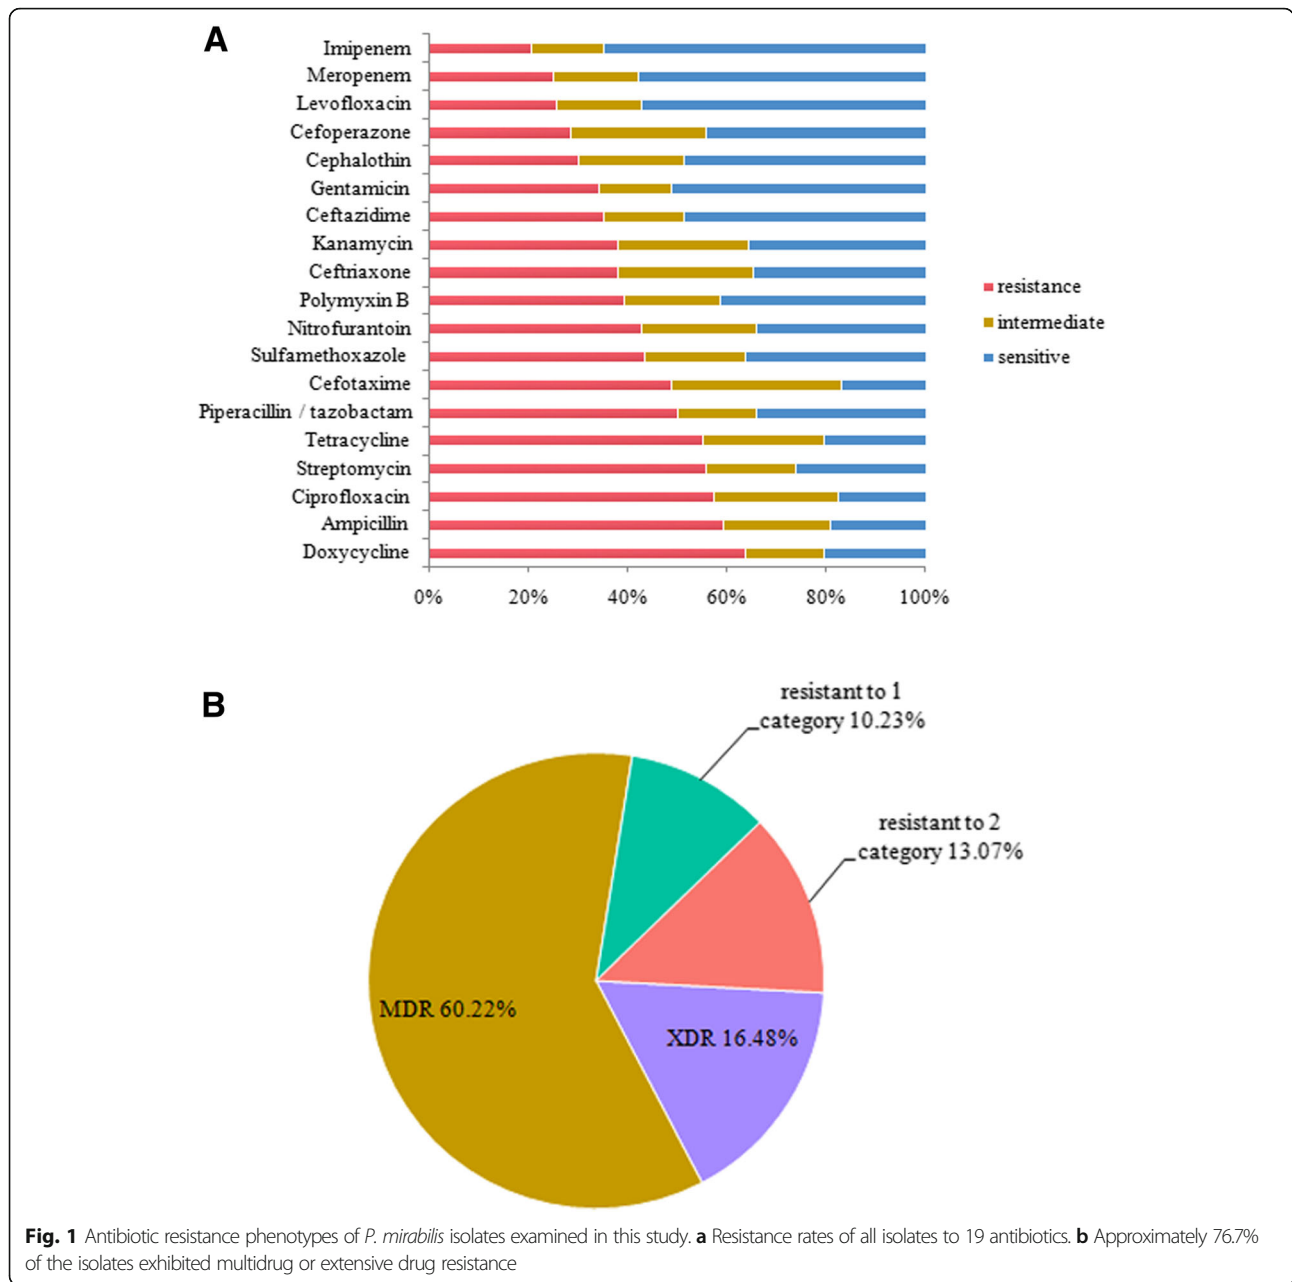 A
Imipenem
Meropenem
Levofloxacin
Cefoperazone
Cephalothin
Gentamicin
Ceftazidime
Kanamycin
Ceftriaxone
Polymyxin B
Nitrofurantoin
Sulfamethoxazole
Cefotaxime
Piperacillin / tazobactam
Tetracycline
Streptomycin
Ciprofloxacin
Ampicillin
Doxycycline
0% 20% 40% 60% 80% 100%
resistance
intermediate
sensitive
B
resistant to 1
category 10.23%
resistant to 2
category 13.07%
MDR 60.22%
XDR 16.48%
Fig. 1 Antibiotic resistance phenotypes of P. mirabilis isolates examined in this study. a Resistance rates of all isolates to 19 antibiotics. b Approximately 76.7%
of the isolates exhibited multidrug or extensive drug resistance